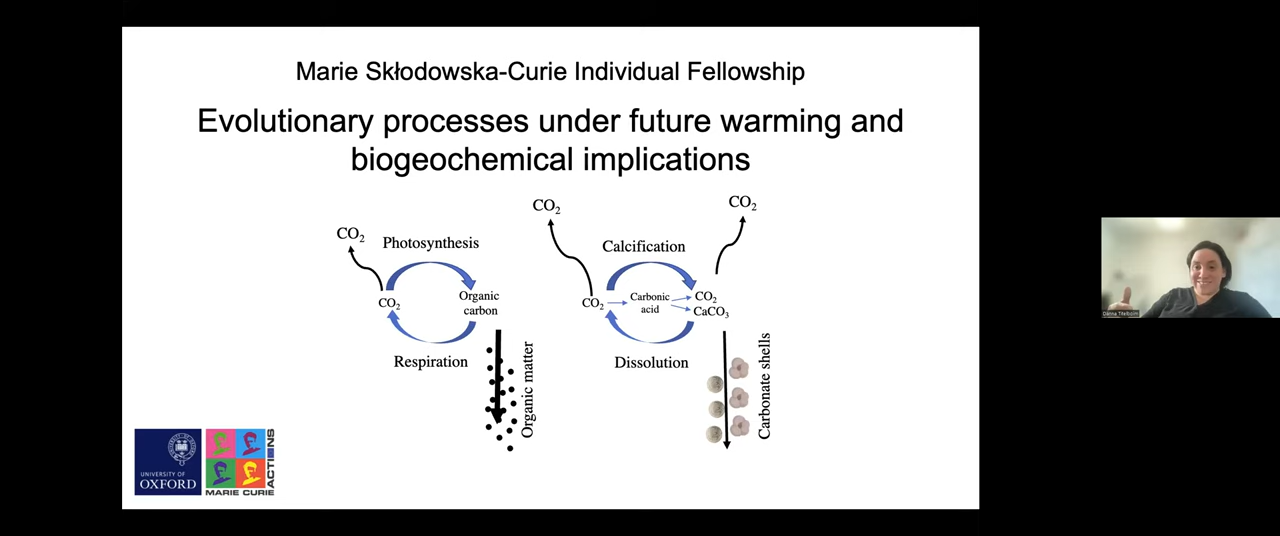 Marie Skłodowska-Curie Individual Fellowship
Evolutionary processes under future warming and
biogeochemical implications
CO₂
Photosynthesis
CO₂
Organic
carbon
Respiration
Organic matter
CO₂
CO₂
Calcification
CO₂
Carbonic
acid
CO₂
CaCO₃
Dissolution
Carbonate shells
UNIVERSITY OF
OXFORD
MARIE CURIE
ACTIONS
Danna Titelboim